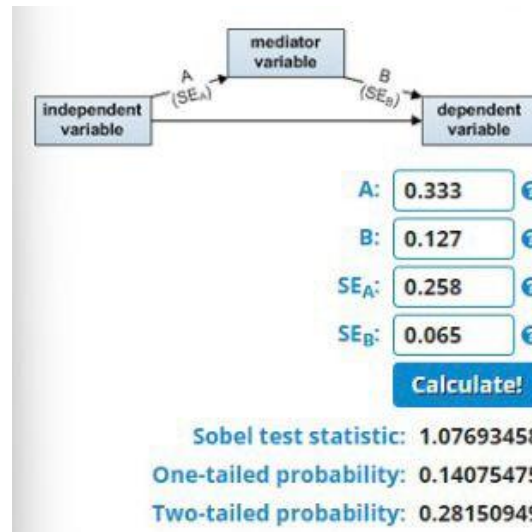 mediator
variable
A
(SEA)
B
(SEB)
independent
variable
dependent
variable
A: 0.333
B: 0.127
SEA: 0.258
SEB: 0.065
Calculate!
Sobel test statistic: 1.0769345
One-tailed probability: 0.1407547
Two-tailed probability: 0.2815094